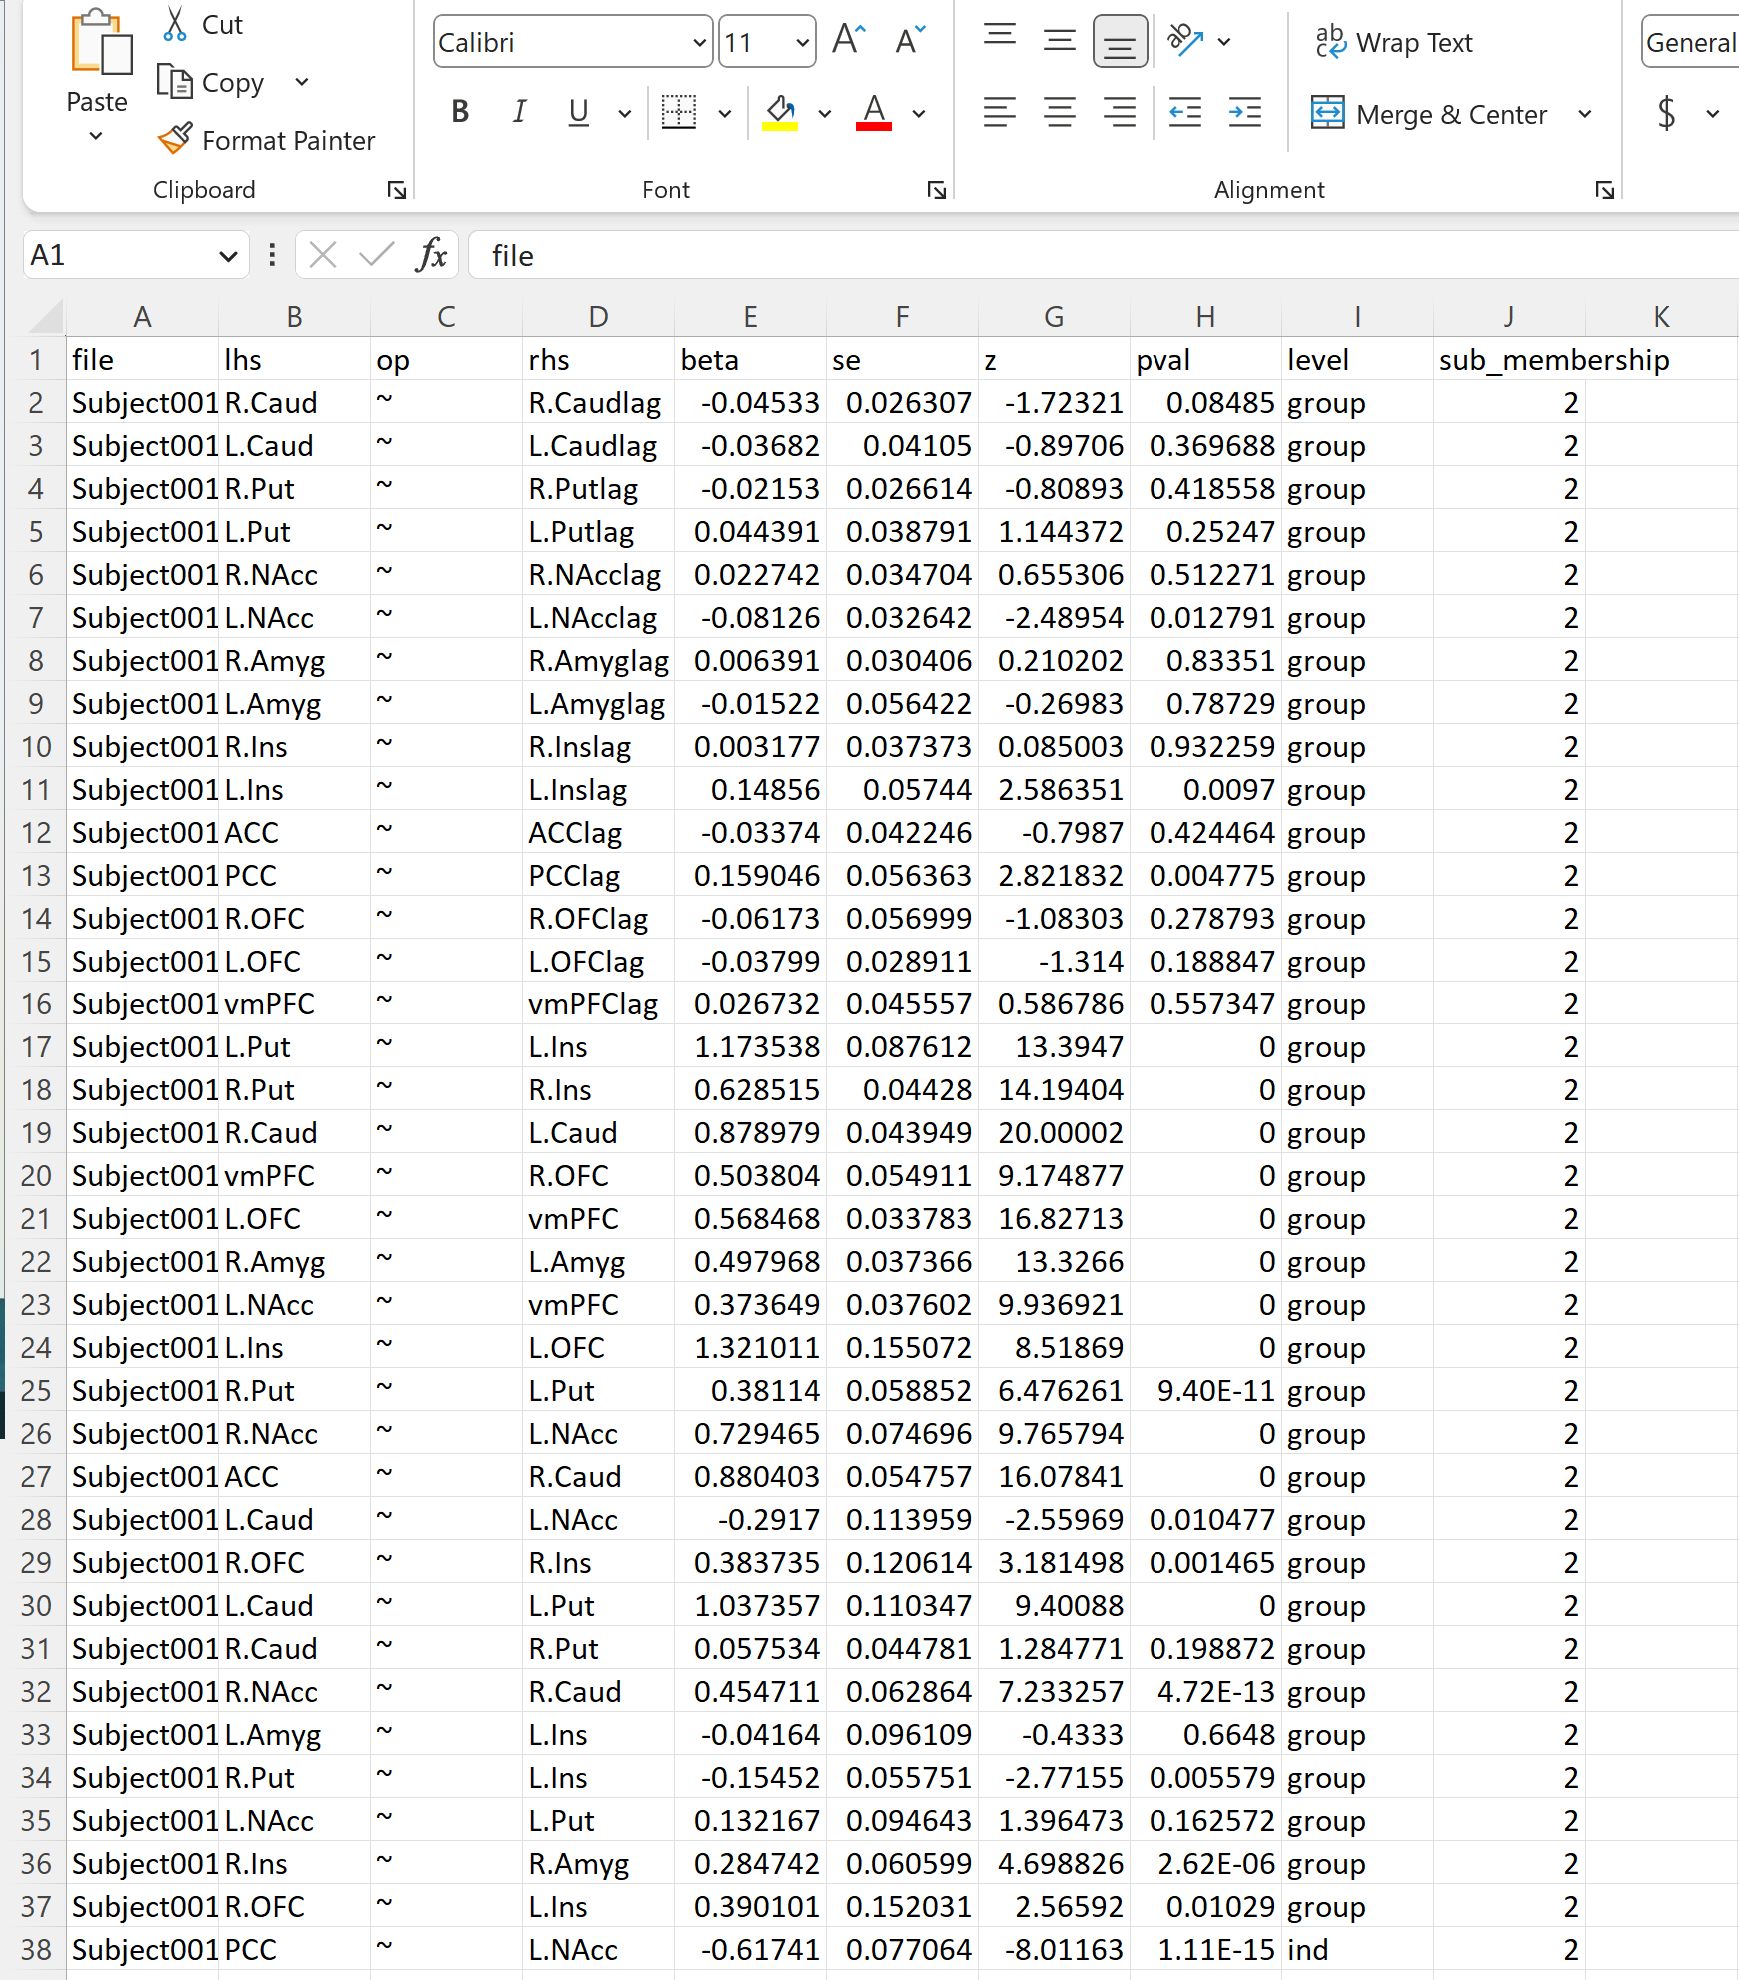 Cut
Copy
Paste
Format Painter
Clipboard
Calibri
11
B I U
Font
Wrap Text
Merge & Center
Alignment
General
$
A1
fx file
A B C D E F G H I J K
1 file lhs op rhs beta se z pval level sub_membership
2 Subject001 R.Caud ~ R.Caudlag -0.04533 0.026307 -1.72321 0.08485 group 2
3 Subject001 L.Caud ~ L.Caudlag -0.03682 0.04105 -0.89706 0.369688 group 2
4 Subject001 R.Put ~ R.Putlag -0.02153 0.026614 -0.80893 0.418558 group 2
5 Subject001 L.Put ~ L.Putlag 0.044391 0.038791 1.144372 0.25247 group 2
6 Subject001 R.NAcc ~ R.NAcclag 0.022742 0.034704 0.655306 0.512271 group 2
7 Subject001 L.NAcc ~ L.NAcclag -0.08126 0.032642 -2.48954 0.012791 group 2
8 Subject001 R.Amyg ~ R.Amyglag 0.006391 0.030406 0.210202 0.83351 group 2
9 Subject001 L.Amyg ~ L.Amyglag -0.01522 0.056422 -0.26983 0.78729 group 2
10 Subject001 R.Ins ~ R.Inslag 0.003177 0.037373 0.085003 0.932259 group 2
11 Subject001 L.Ins ~ L.Inslag 0.14856 0.05744 2.586351 0.0097 group 2
12 Subject001 ACC ~ ACClag -0.03374 0.042246 -0.7987 0.424464 group 2
13 Subject001 PCC ~ PCClag 0.159046 0.056363 2.821832 0.004775 group 2
14 Subject001 R.OFC ~ R.OFClag -0.06173 0.056999 -1.08303 0.278793 group 2
15 Subject001 L.OFC ~ L.OFClag -0.03799 0.028911 -1.314 0.188847 group 2
16 Subject001 vmPFC ~ vmPFClag 0.026732 0.045557 0.586786 0.557347 group 2
17 Subject001 L.Put ~ L.Ins 1.173538 0.087612 13.3947 0 group 2
18 Subject001 R.Put ~ R.Ins 0.628515 0.04428 14.19404 0 group 2
19 Subject001 R.Caud ~ L.Caud 0.878979 0.043949 20.00002 0 group 2
20 Subject001 vmPFC ~ R.OFC 0.503804 0.054911 9.174877 0 group 2
21 Subject001 L.OFC ~ vmPFC 0.568468 0.033783 16.82713 0 group 2
22 Subject001 R.Amyg ~ L.Amyg 0.497968 0.037366 13.3266 0 group 2
23 Subject001 L.NAcc ~ vmPFC 0.373649 0.037602 9.936921 0 group 2
24 Subject001 L.Ins ~ L.OFC 1.321011 0.155072 8.51869 0 group 2
25 Subject001 R.Put ~ L.Put 0.38114 0.058852 6.476261 9.40E-11 group 2
26 Subject001 R.NAcc ~ L.NAcc 0.729465 0.074696 9.765794 0 group 2
27 Subject001 ACC ~ R.Caud 0.880403 0.054757 16.07841 0 group 2
28 Subject001 L.Caud ~ L.NAcc -0.2917 0.113959 -2.55969 0.010477 group 2
29 Subject001 R.OFC ~ R.Ins 0.383735 0.120614 3.181498 0.001465 group 2
30 Subject001 L.Caud ~ L.Put 1.037357 0.110347 9.40088 0 group 2
31 Subject001 R.Caud ~ R.Put 0.057534 0.044781 1.284771 0.198872 group 2
32 Subject001 R.NAcc ~ R.Caud 0.454711 0.062864 7.233257 4.72E-13 group 2
33 Subject001 L.Amyg ~ L.Ins -0.04164 0.096109 -0.4333 0.6648 group 2
34 Subject001 R.Put ~ L.Ins -0.15452 0.055751 -2.77155 0.005579 group 2
35 Subject001 L.NAcc ~ L.Put 0.132167 0.094643 1.396473 0.162572 group 2
36 Subject001 R.Ins ~ R.Amyg 0.284742 0.060599 4.698826 2.62E-06 group 2
37 Subject001 R.OFC ~ L.Ins 0.390101 0.152031 2.56592 0.01029 group 2
38 Subject001 PCC ~ L.NAcc -0.61741 0.077064 -8.01163 1.11E-15 ind 2